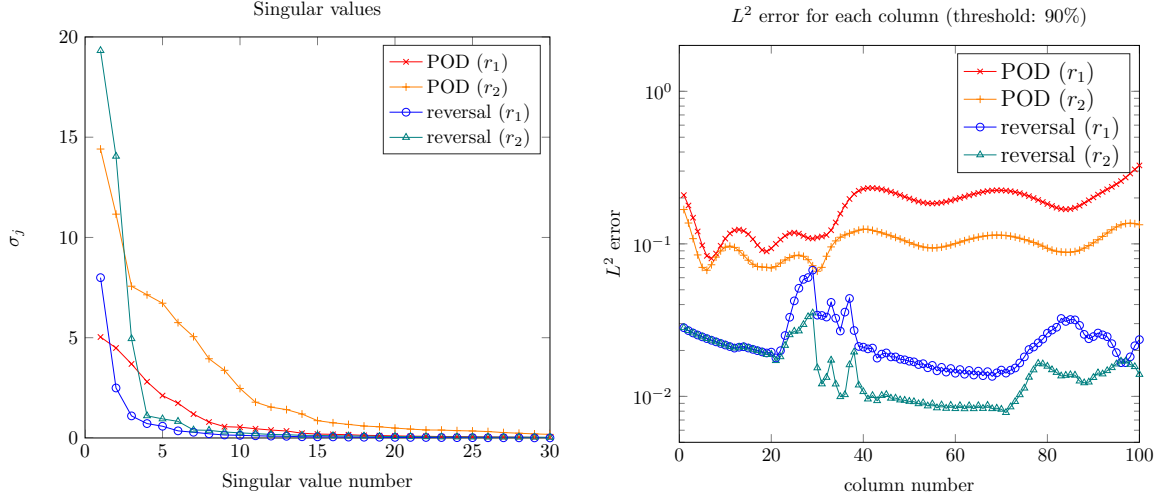 Singular values
20
15
10
5
0
σ_j
5
10
15
20
25
30
Singular value number
POD (r_1)
POD (r_2)
reversal (r_1)
reversal (r_2)
L^2 error for each column (threshold: 90%)
10^0
10^{-1}
10^{-2}
L^2 error
0
20
40
60
80
100
column number
POD (r_1)
POD (r_2)
reversal (r_1)
reversal (r_2)